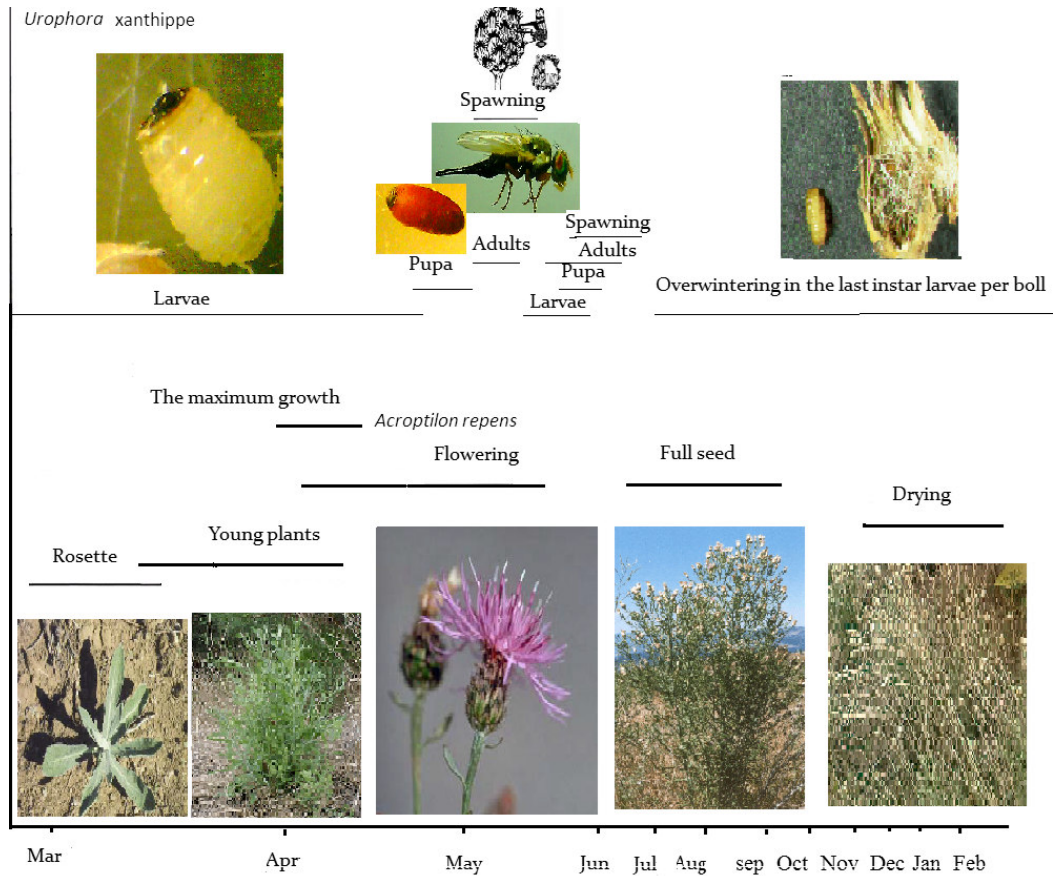 Urophora xanthippe
Spawning
Spawning
Adults
Adults
Pupa
Pupa
Larvae
Larvae
Overwintering in the last instar larvae per boll
The maximum growth
Acroptilon repens
Flowering
Full seed
Drying
Young plants
Rosette
Mar Apr May Jun Jul Aug sep Oct Nov Dec Jan Feb